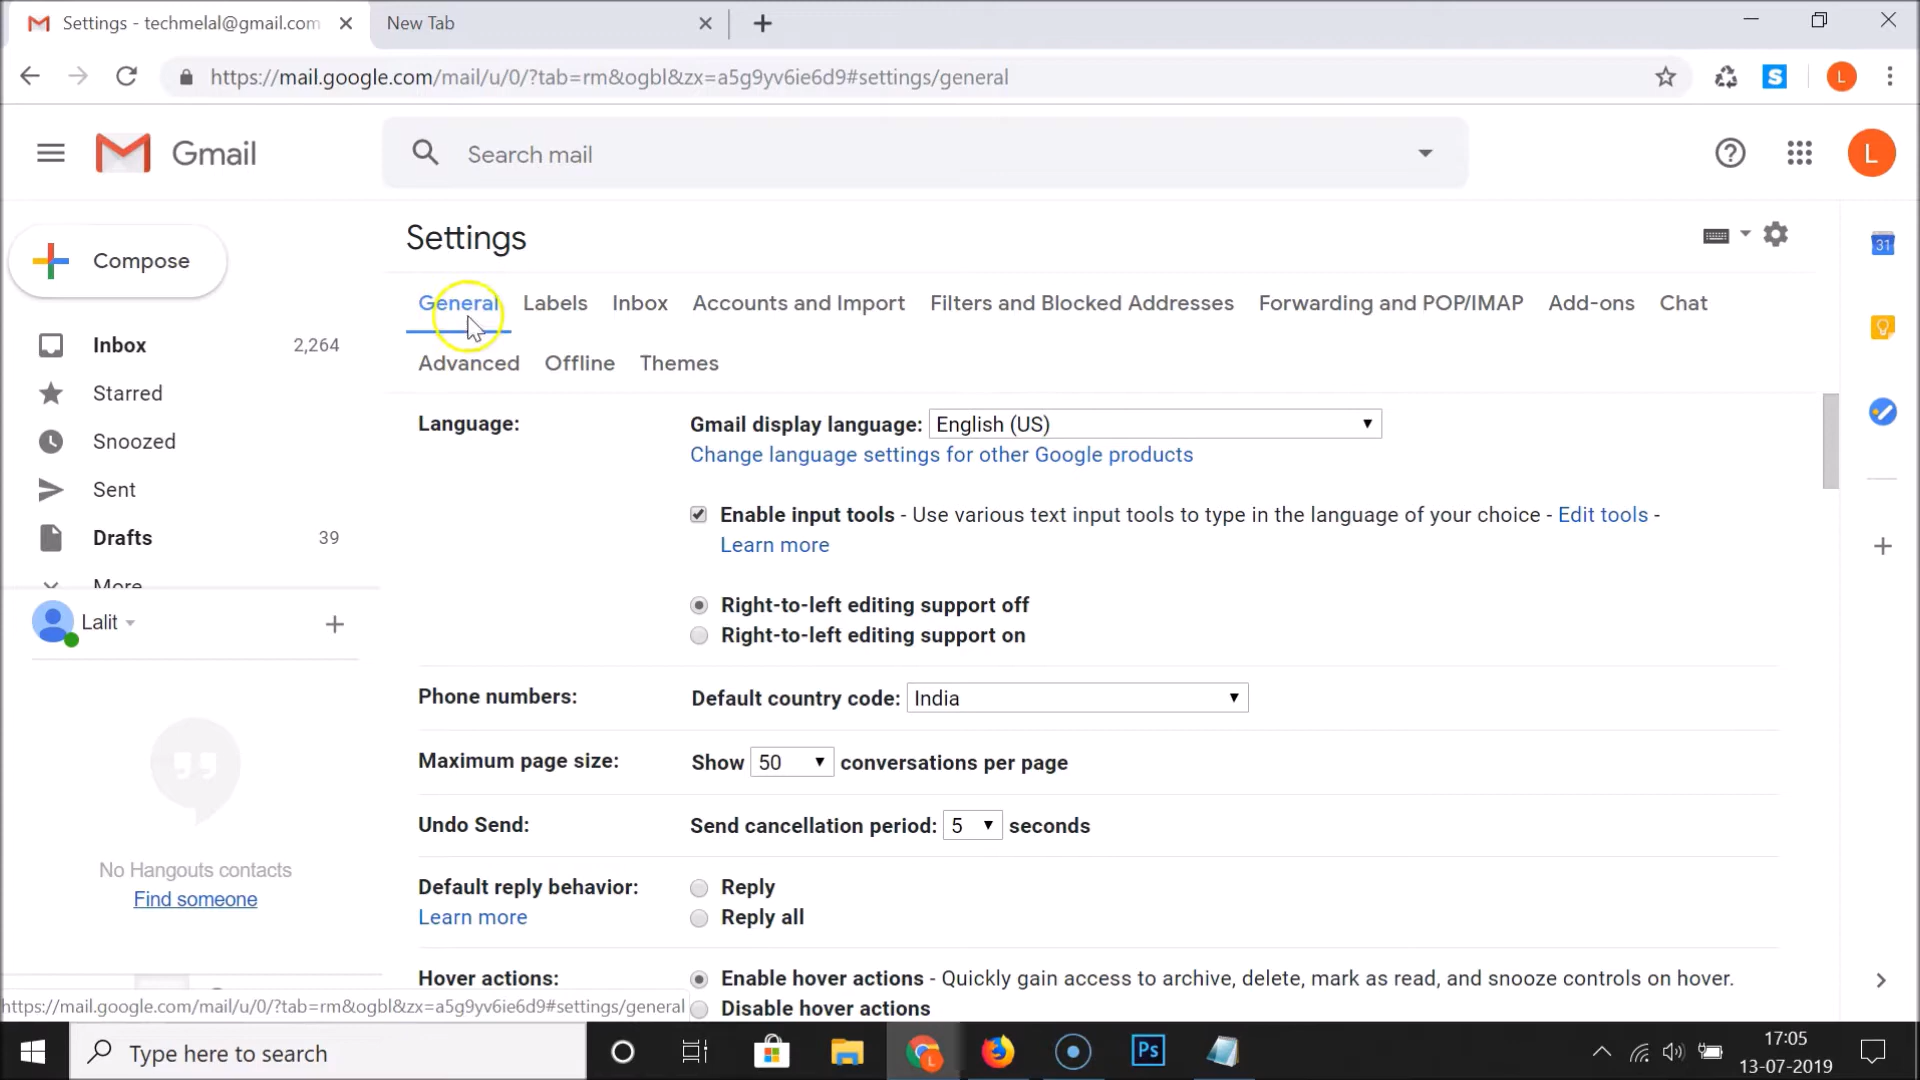 Settings - techmelal@gmail.com
New Tab
https://mail.google.com/mail/u/0/?tab=rm&ogbl&zx=a5g9yv6ie6d9#settings/general
S
L
Gmail
Search mail
L
Compose
Settings
31
General Labels Inbox Accounts and Import Filters and Blocked Addresses Forwarding and POP/IMAP Add-ons Chat
Advanced Offline Themes
Inbox 2,264
Starred
Snoozed
Sent
Drafts 39
More
Lalit
No Hangouts contacts
Find someone
Language: Gmail display language: English (US)
Change language settings for other Google products
Enable input tools - Use various text input tools to type in the language of your choice - Edit tools -
Learn more
Right-to-left editing support off
Right-to-left editing support on
Phone numbers: Default country code: India
Maximum page size: Show 50 conversations per page
Undo Send: Send cancellation period: 5 seconds
Default reply behavior: Reply
Learn more Reply all
Hover actions: Enable hover actions - Quickly gain access to archive, delete, mark as read, and snooze controls on hover.
Disable hover actions
https://mail.google.com/mail/u/0/?tab=rm&ogbl&zx=a5g9yv6ie6d9#settings/general
Type here to search
L
Ps
17:05
13-07-2019